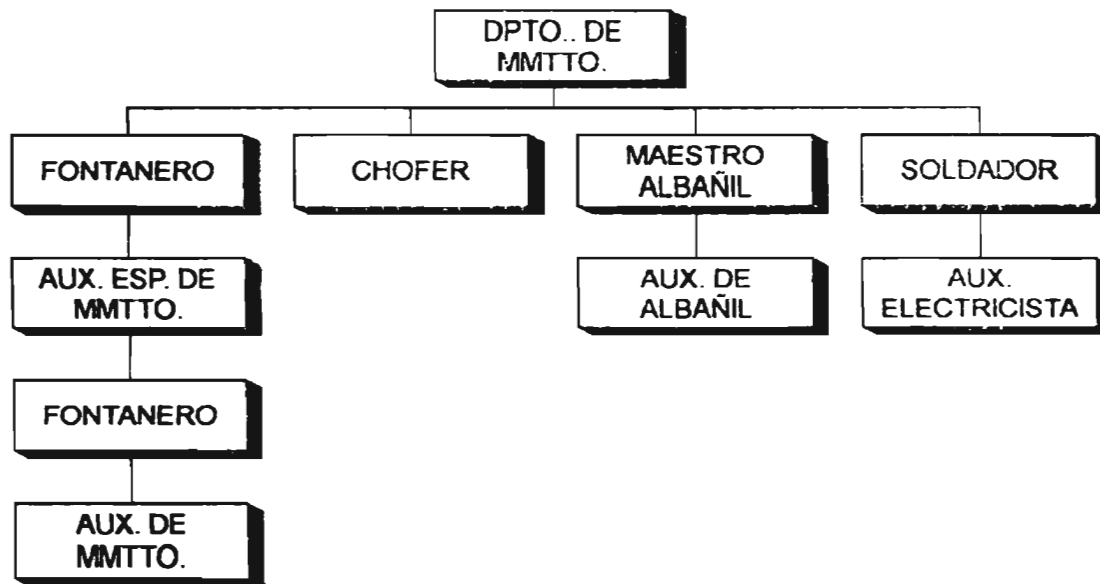 DPTO.. DE
MMTTO.
FONTANERO
CHOFER
MAESTRO
ALBAÑIL
SOLDADOR
AUX. ESP. DE
MMTTO.
AUX. DE
ALBAÑIL
AUX.
ELECTRICISTA
FONTANERO
AUX. DE
MMTTO.